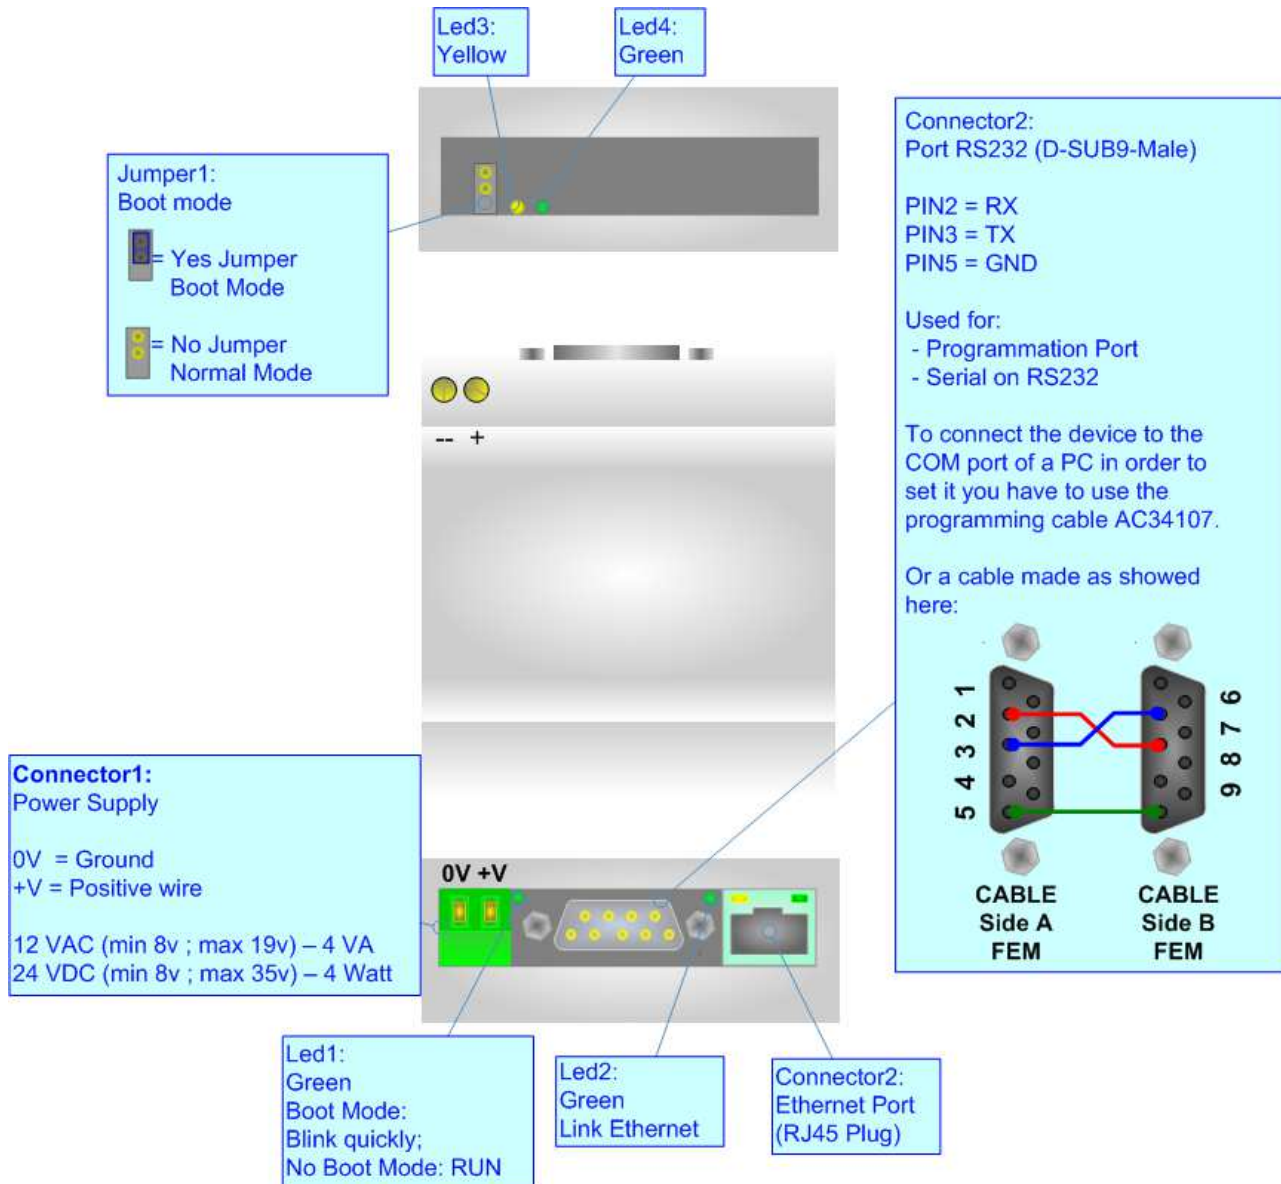 Led3:
Yellow
Led4:
Green
Jumper1:
Boot mode
= Yes Jumper
Boot Mode
= No Jumper
Normal Mode
-- +
Connector2:
Port RS232 (D-SUB9-Male)
PIN2 = RX
PIN3 = TX
PIN5 = GND
Used for:
- Programmation Port
- Serial on RS232
To connect the device to the
COM port of a PC in order to
set it you have to use the
programming cable AC34107.
Or a cable made as showed
here:
1
2
3
4
5
6
7
8
9
CABLE
Side A
FEM
CABLE
Side B
FEM
Connector1:
Power Supply
0V = Ground
+V = Positive wire
12 VAC (min 8v ; max 19v) – 4 VA
24 VDC (min 8v ; max 35v) – 4 Watt
0V +V
Led1:
Green
Boot Mode:
Blink quickly;
No Boot Mode: RUN
Led2:
Green
Link Ethernet
Connector2:
Ethernet Port
(RJ45 Plug)